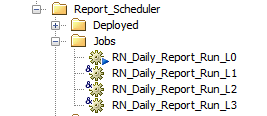 Report_Scheduler
Deployed
Jobs
RN_Daily_Report_Run_L0
& RN_Daily_Report_Run_L1
& RN_Daily_Report_Run_L2
& RN_Daily_Report_Run_L3